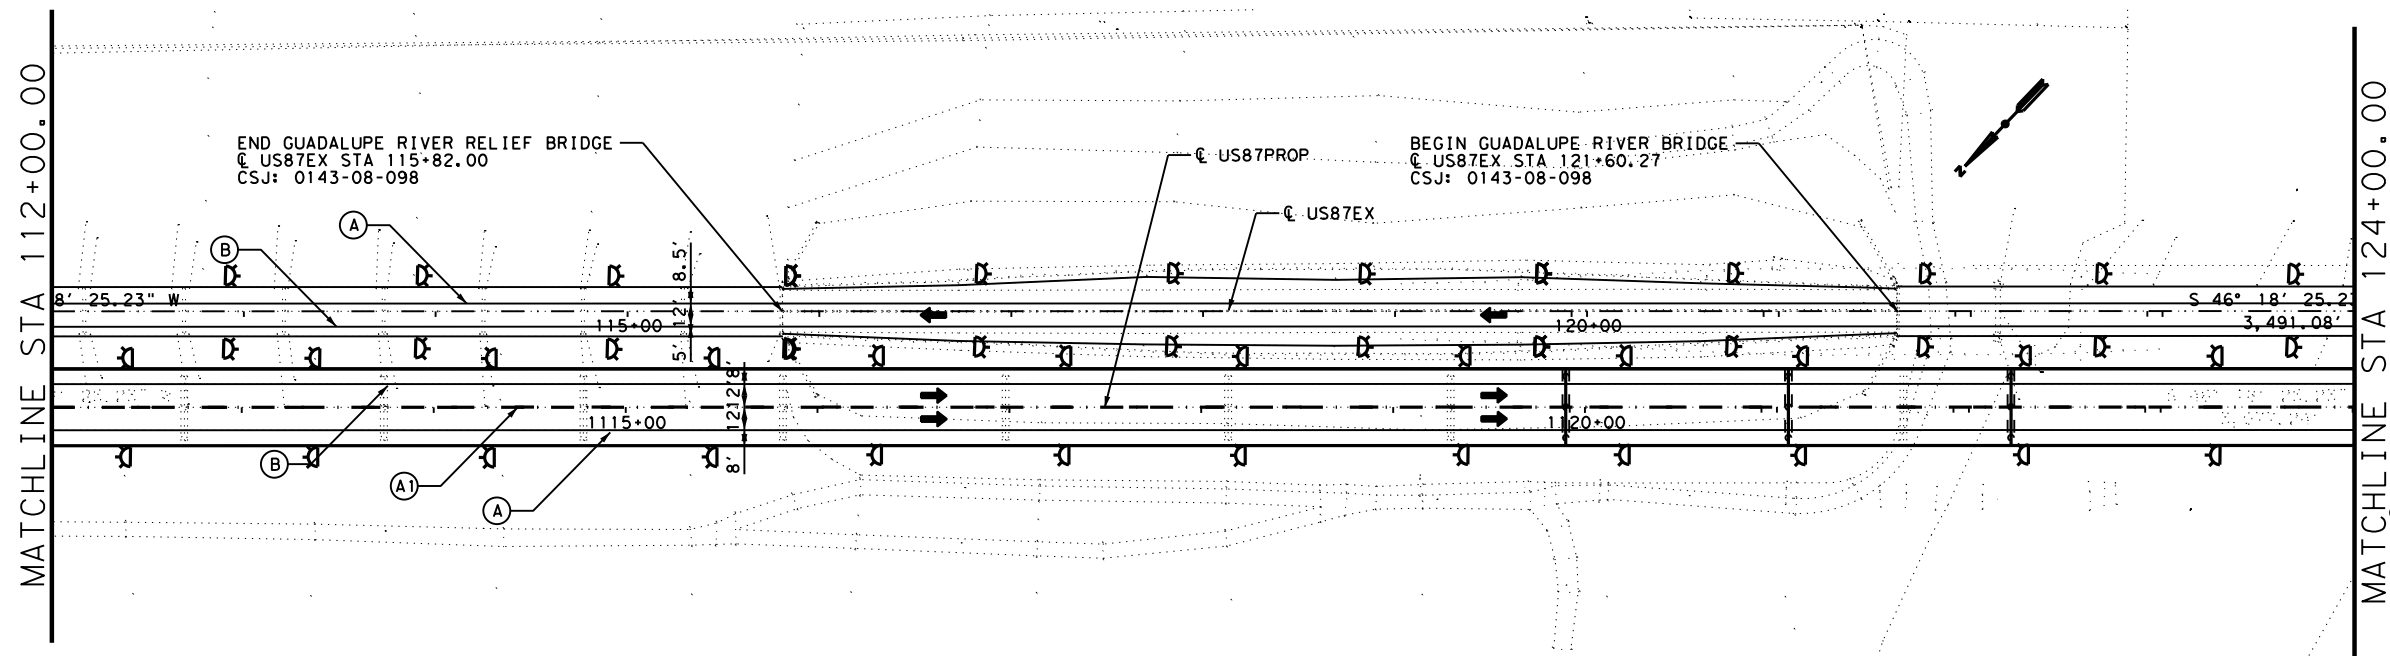 MATCHLINE STA 112+00.00
END GUADALUPE RIVER RELIEF BRIDGE
℄ US87EX STA 115+82.00
CSJ: 0143-08-098
℄ US87PROP
BEGIN GUADALUPE RIVER BRIDGE
℄ US87EX STA 121+60.27
CSJ: 0143-08-098
N
℄ US87EX
A
B
8.5'
8' 25.23" W
12'
115+00
120+00
S 46° 18' 25.2
3,491.08'
5'
8'
12'
12'
1115+00
1120+00
8'
B
A1
A
MATCHLINE STA 124+00.00